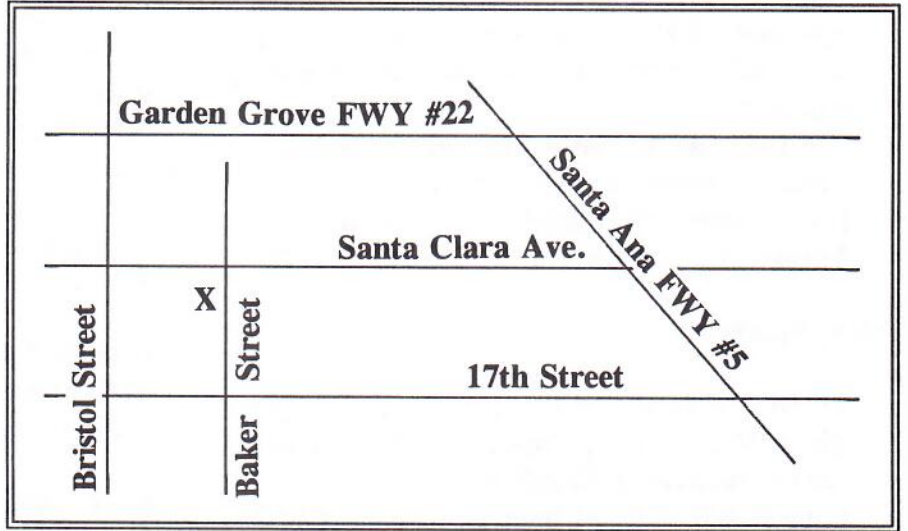 Garden Grove FWY #22
Santa Ana FWY #5
Santa Clara Ave.
X
Bristol Street
Baker Street
17th Street